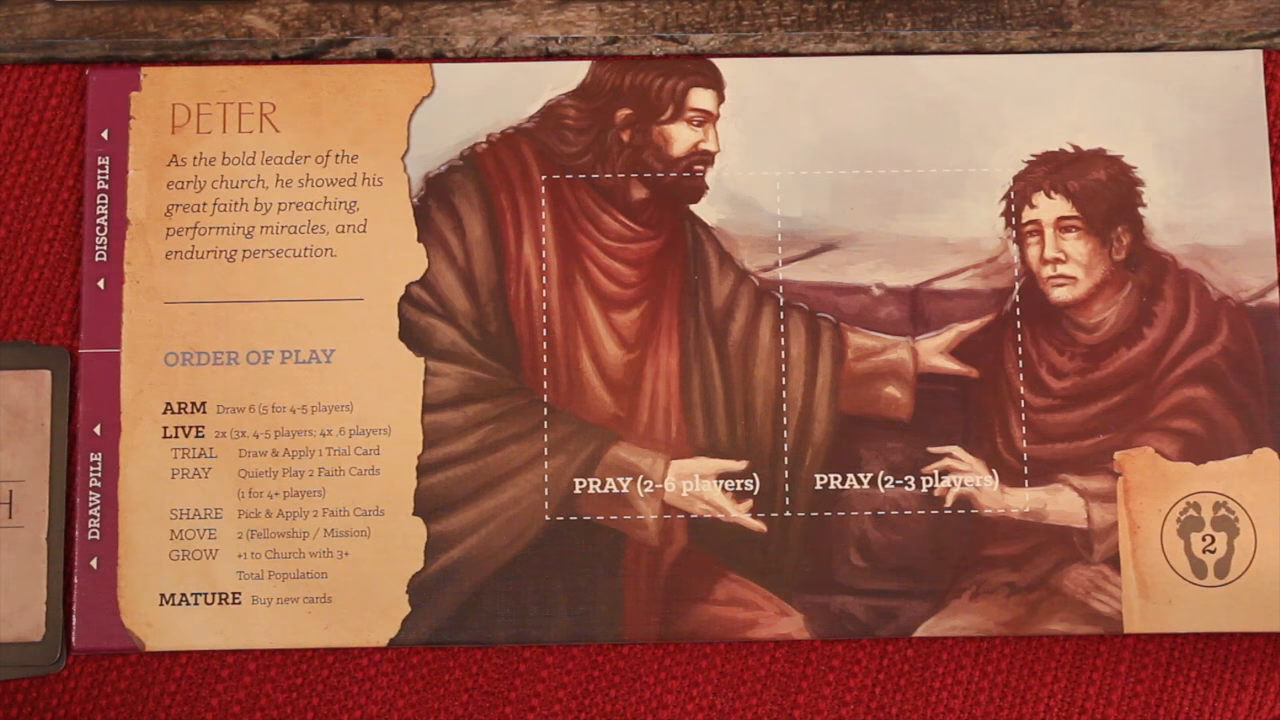 DISCARD PILE
DRAW PILE
PETER
As the bold leader of the
early church, he showed his
great faith by preaching,
performing miracles, and
enduring persecution.
ORDER OF PLAY
ARM Draw 6 (5 for 4-5 players)
LIVE 2x (3x, 4-5 players; 4x ,6 players)
TRIAL Draw & Apply 1 Trial Card
PRAY Quietly Play 2 Faith Cards
(1 for 4+ players)
SHARE Pick & Apply 2 Faith Cards
MOVE 2 (Fellowship / Mission)
GROW +1 to Church with 3+
Total Population
MATURE Buy new cards
PRAY (2-6 players)
PRAY (2-3 players)
2
H